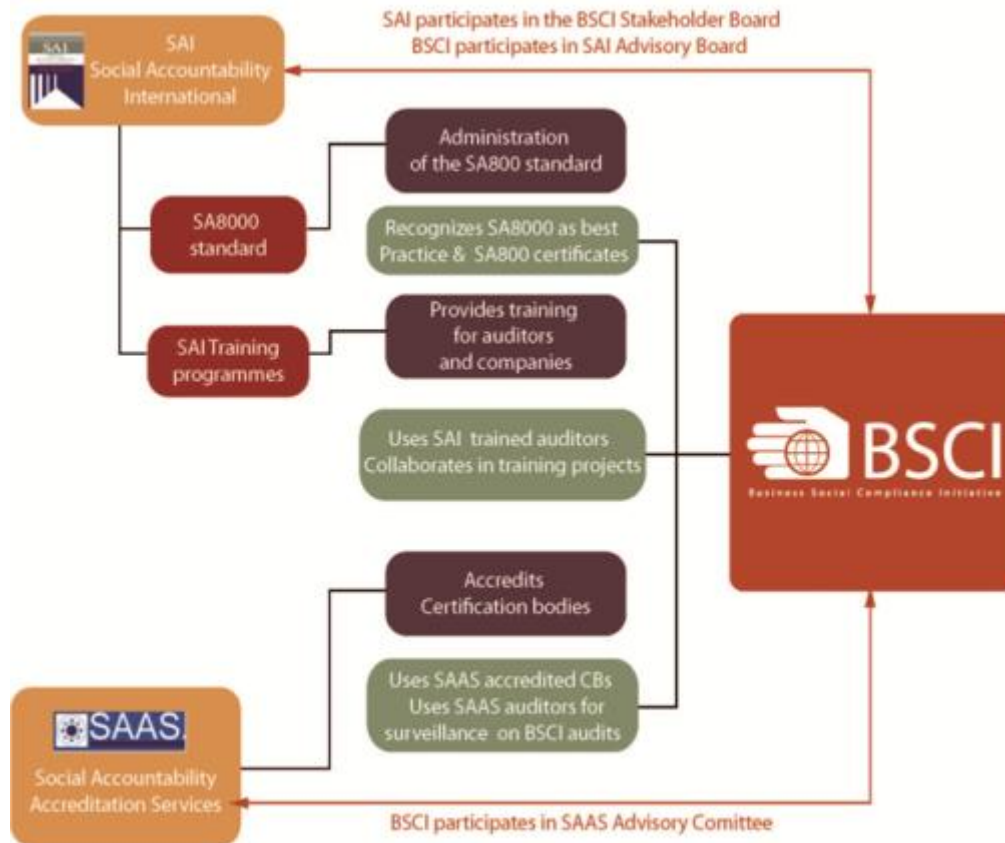 SAI participates in the BSCI Stakeholder Board
BSCI participates in SAI Advisory Board
SAI
SAI
Social Accountability
International
Administration
of the SA800 standard
SA8000
standard
Recognizes SA8000 as best
Practice & SA800 certificates
Provides training
for auditors
and companies
SAI Training
programmes
Uses SAI trained auditors
Collaborates in training projects
BSCI
Business Social Compliance Initiative
Accredits
Certification bodies
Uses SAAS accredited CBs
Uses SAAS auditors for
surveillance on BSCI audits
SAAS.
Social Accountability
Accreditation Services
BSCI participates in SAAS Advisory Comittee